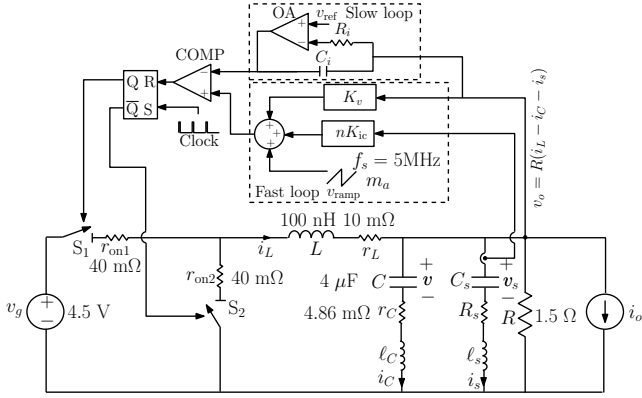 OA v_ref Slow loop
R_i
COMP
C_i
+
−
−
+
Q R
Q̅ S
Clock
K_v
nK_ic
+
+
+
f_s = 5MHz
Fast loop v_ramp m_a
v_o = R(i_L − i_C − i_s)
100 nH 10 mΩ
S_1 r_on1 i_L L r_L
40 mΩ
r_on2 40 mΩ
4 μF C + v − C_s + v_s −
S_2
v_g + − 4.5 V
4.86 mΩ r_C R_s R 1.5 Ω i_o
ℓ_C ℓ_s
i_C i_s